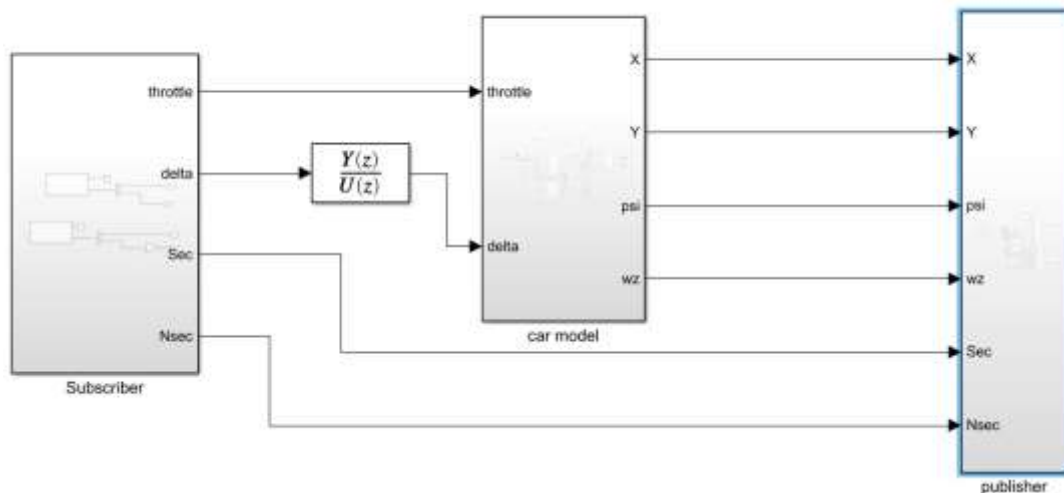 throttle
delta
Sec
Nsec
Subscriber
Y(z)
U(z)
throttle
delta
X
Y
psi
wz
car model
X
Y
psi
wz
Sec
Nsec
publisher